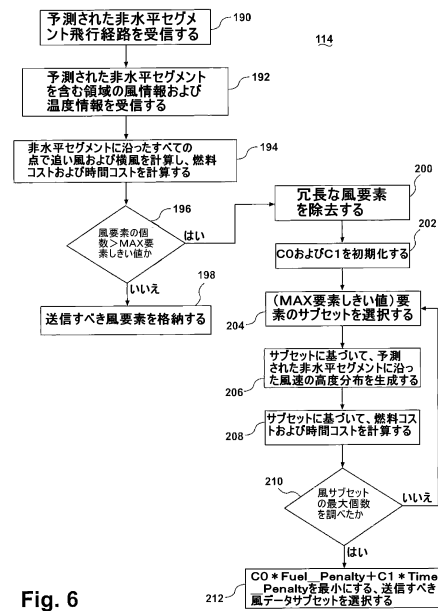 予測された非水平セグメ
ント飛行経路を受信する
190
114
予測された非水平セグメント
を含む領域の風情報および
温度情報を受信する
192
非水平セグメントに沿ったすべての
点で追い風および横風を計算し、燃料
コストおよび時間コストを計算する
194
196
風要素の個
数>MAX要
素しきい値か
はい
いいえ
198
送信すべき風要素を格納する
200
冗長な風要素
を除去する
202
C0およびC1を初期化する
204
(MAX要素しきい値)要
素のサブセットを選択する
サブセットに基づいて、予測
された非水平セグメントに沿っ
た風速の高度分布を生成する
206
サブセットに基づいて、燃料コス
トおよび時間コストを計算する
208
210
風サブセット
の最大個数
を調べたか
いいえ
はい
C0*Fuel__Penalty+C1*Time
__Penaltyを最小にする、送信すべき
風データサブセットを選択する
212
Fig. 6